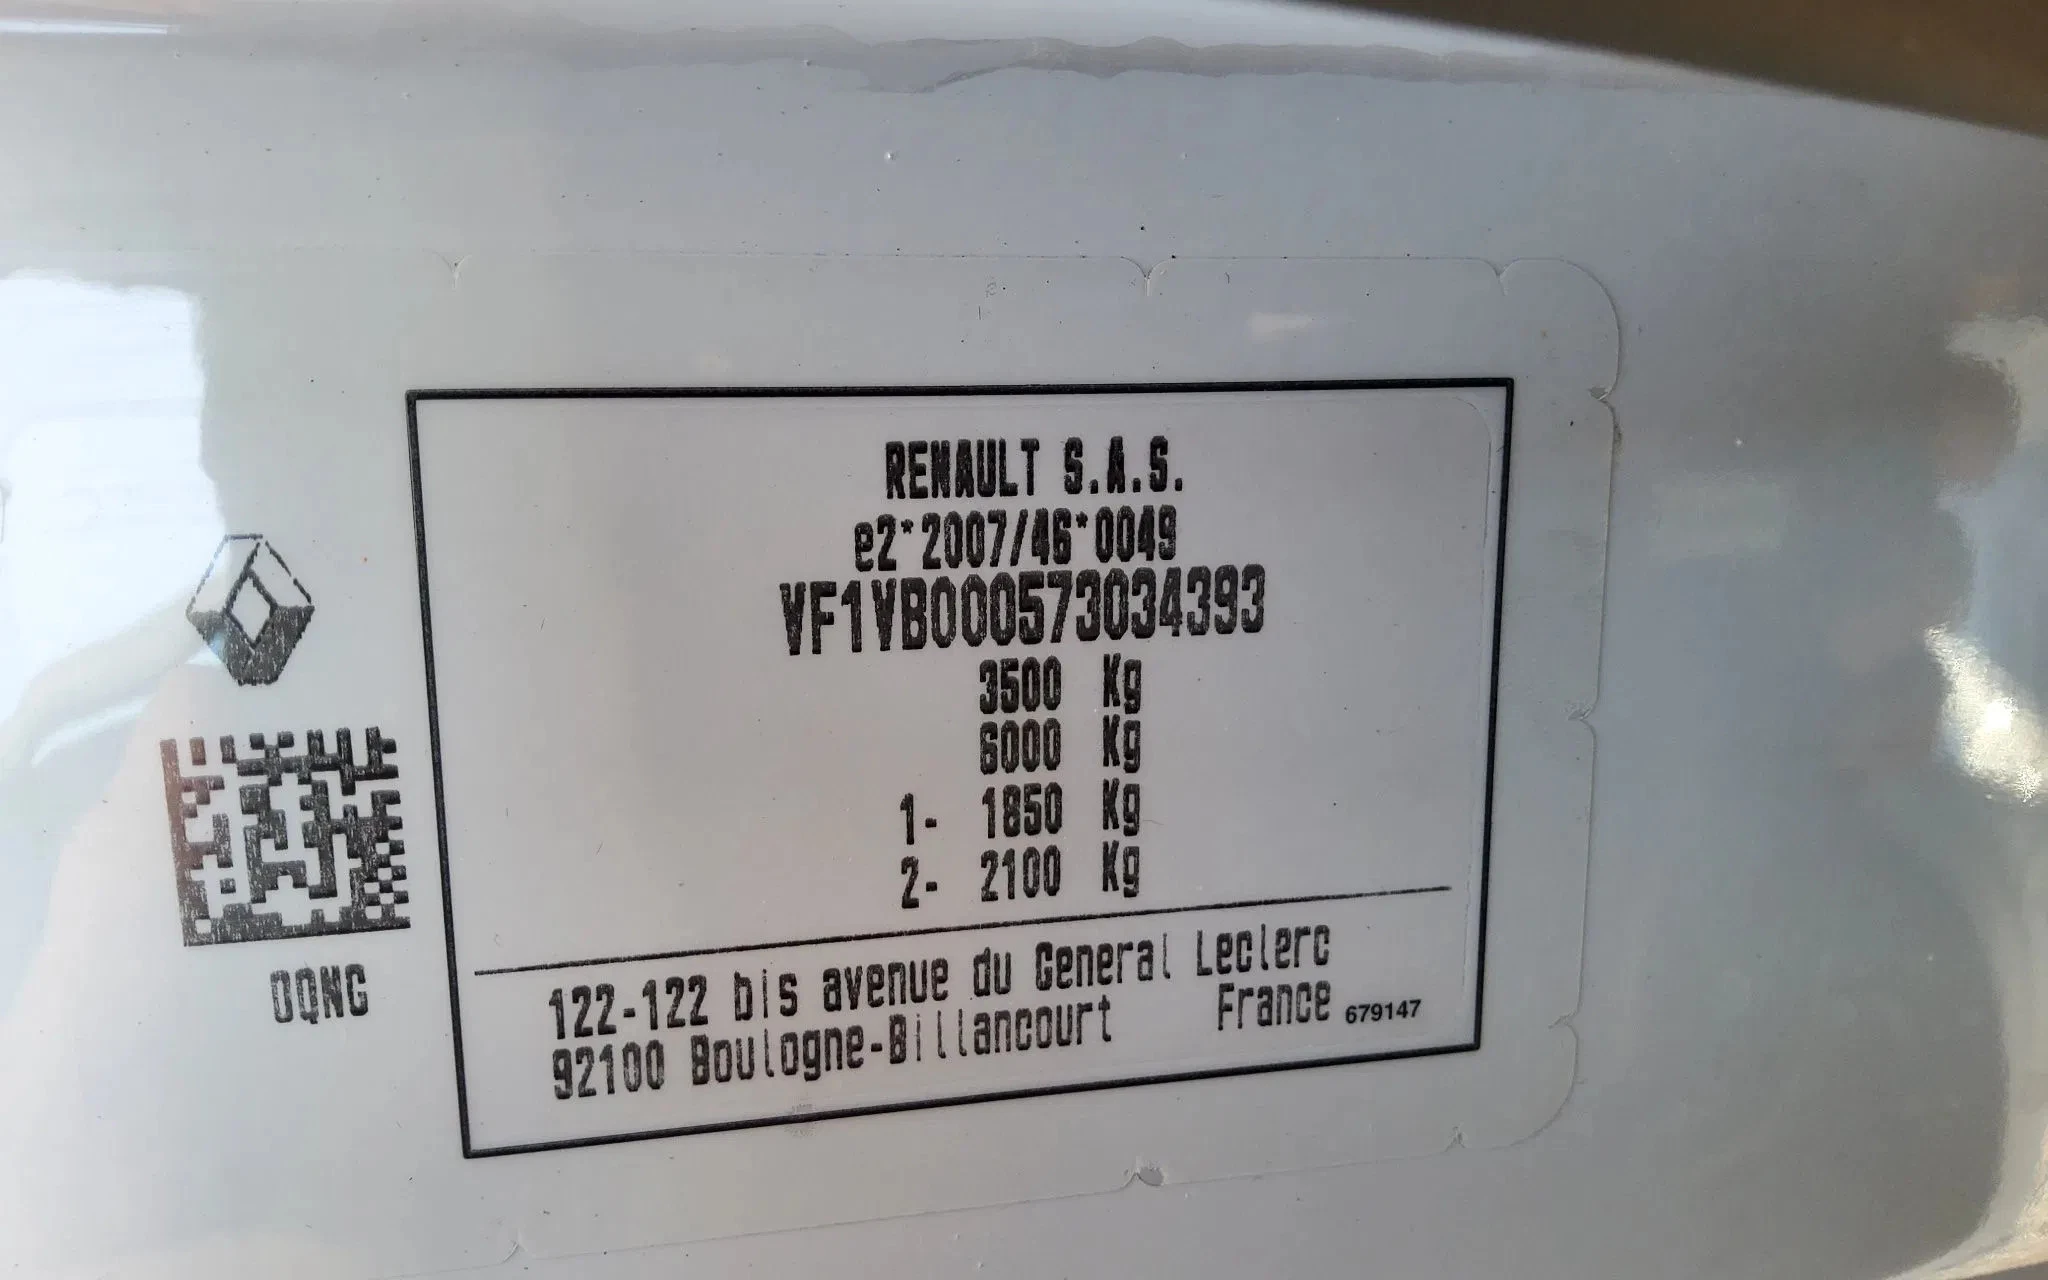 RENAULT S.A.S.
e2*2007/46*0049
VF1VB000573034393
3500 Kg
6000 Kg
1- 1850 Kg
2- 2100 Kg
OQNG
122-122 bis avenue du General Leclerc
92100 Boulogne-Billancourt France 679147